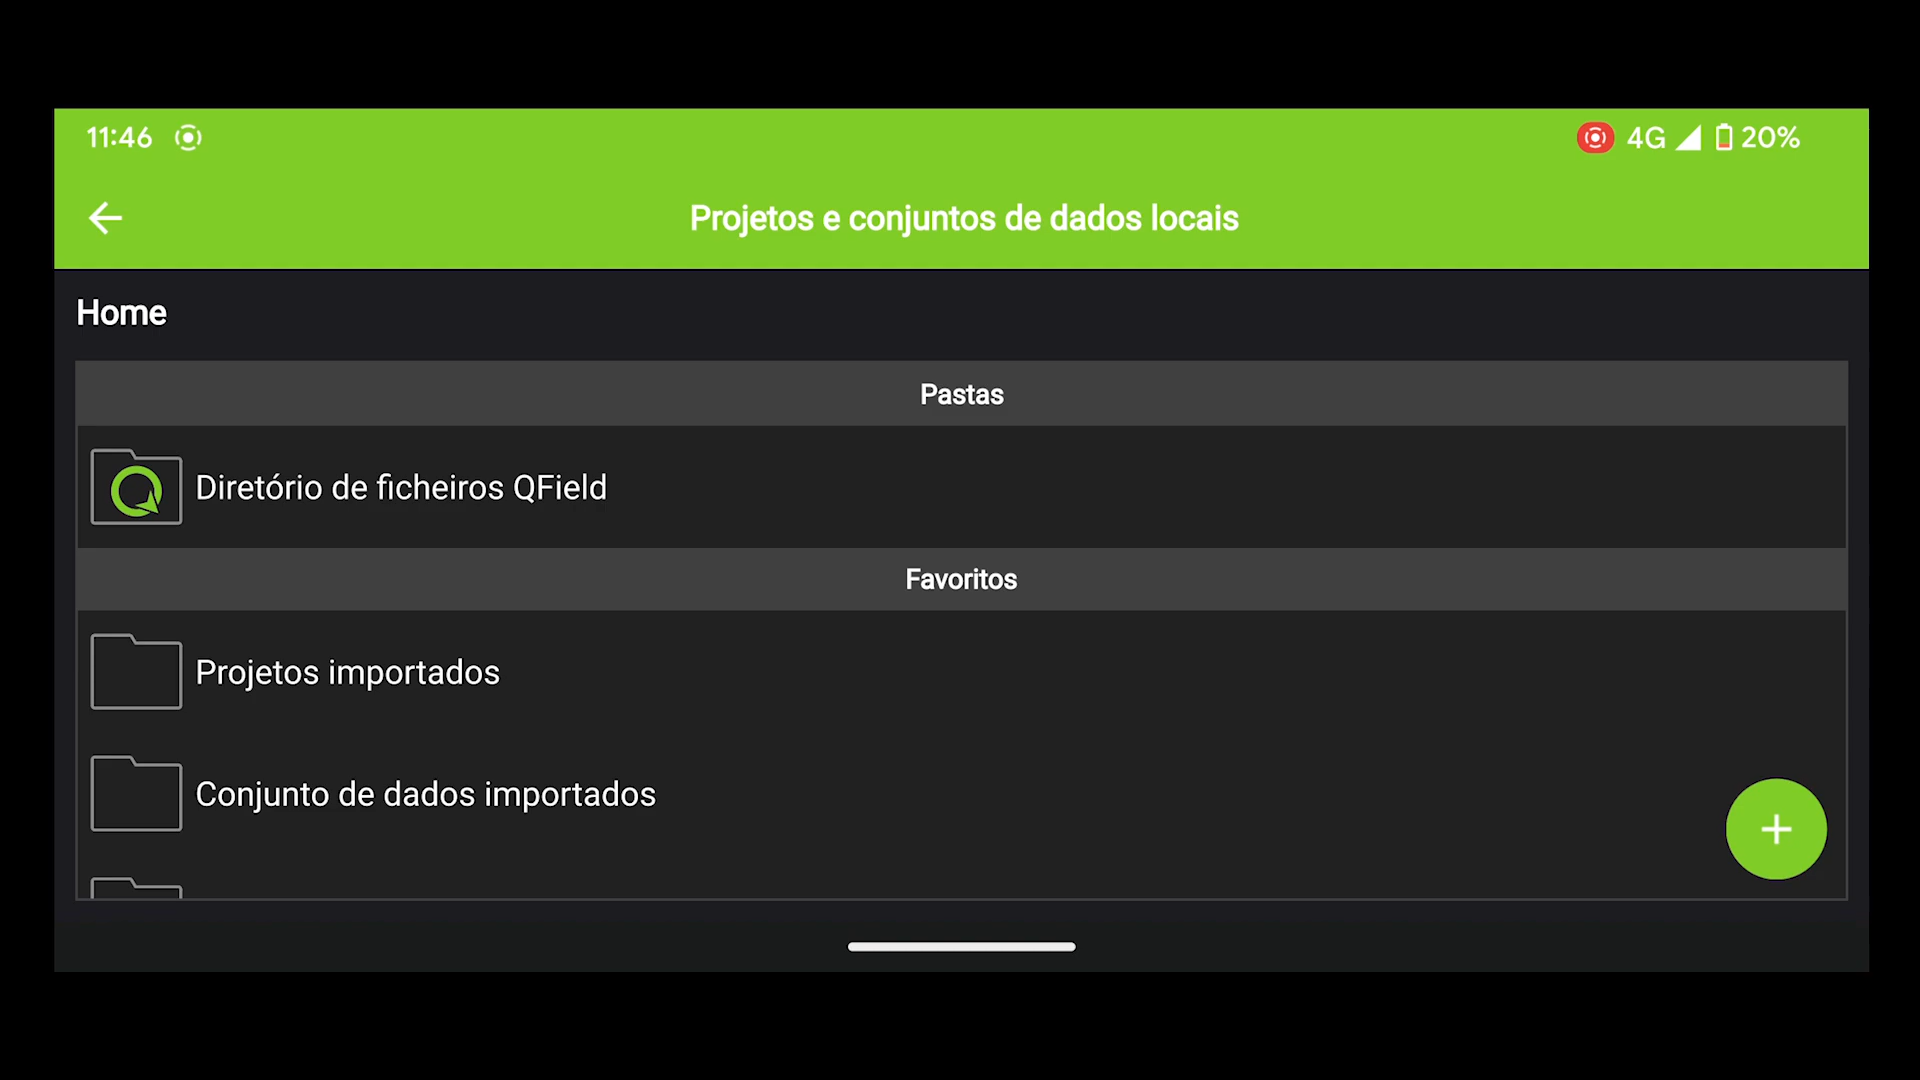 11:46 4G 20%
Projetos e conjuntos de dados locais
Home
Pastas
Diretório de ficheiros QField
Favoritos
Projetos importados
Conjunto de dados importados